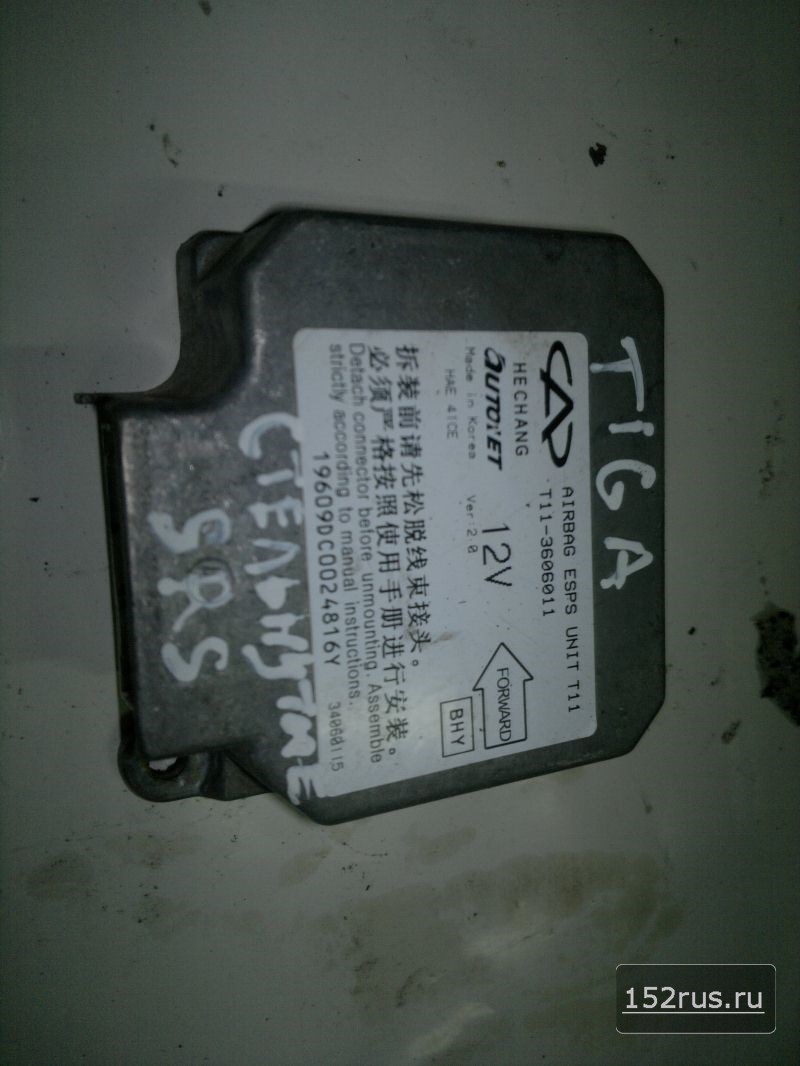 TIGA
AIRBAG ESPS UNIT T11
T11-3606011
HECHANG
AUTONET 12V
Made in Korea Ver:2.0
HAE 41CE
FORWARD
BHY
拆装前请先松脱线束接头。
必须严格按照使用手册进行安装。
Detach connector before unmounting. Assemble
strictly according to manual instructions.
19609DC0024816Y 34060115
SRS
152rus.ru